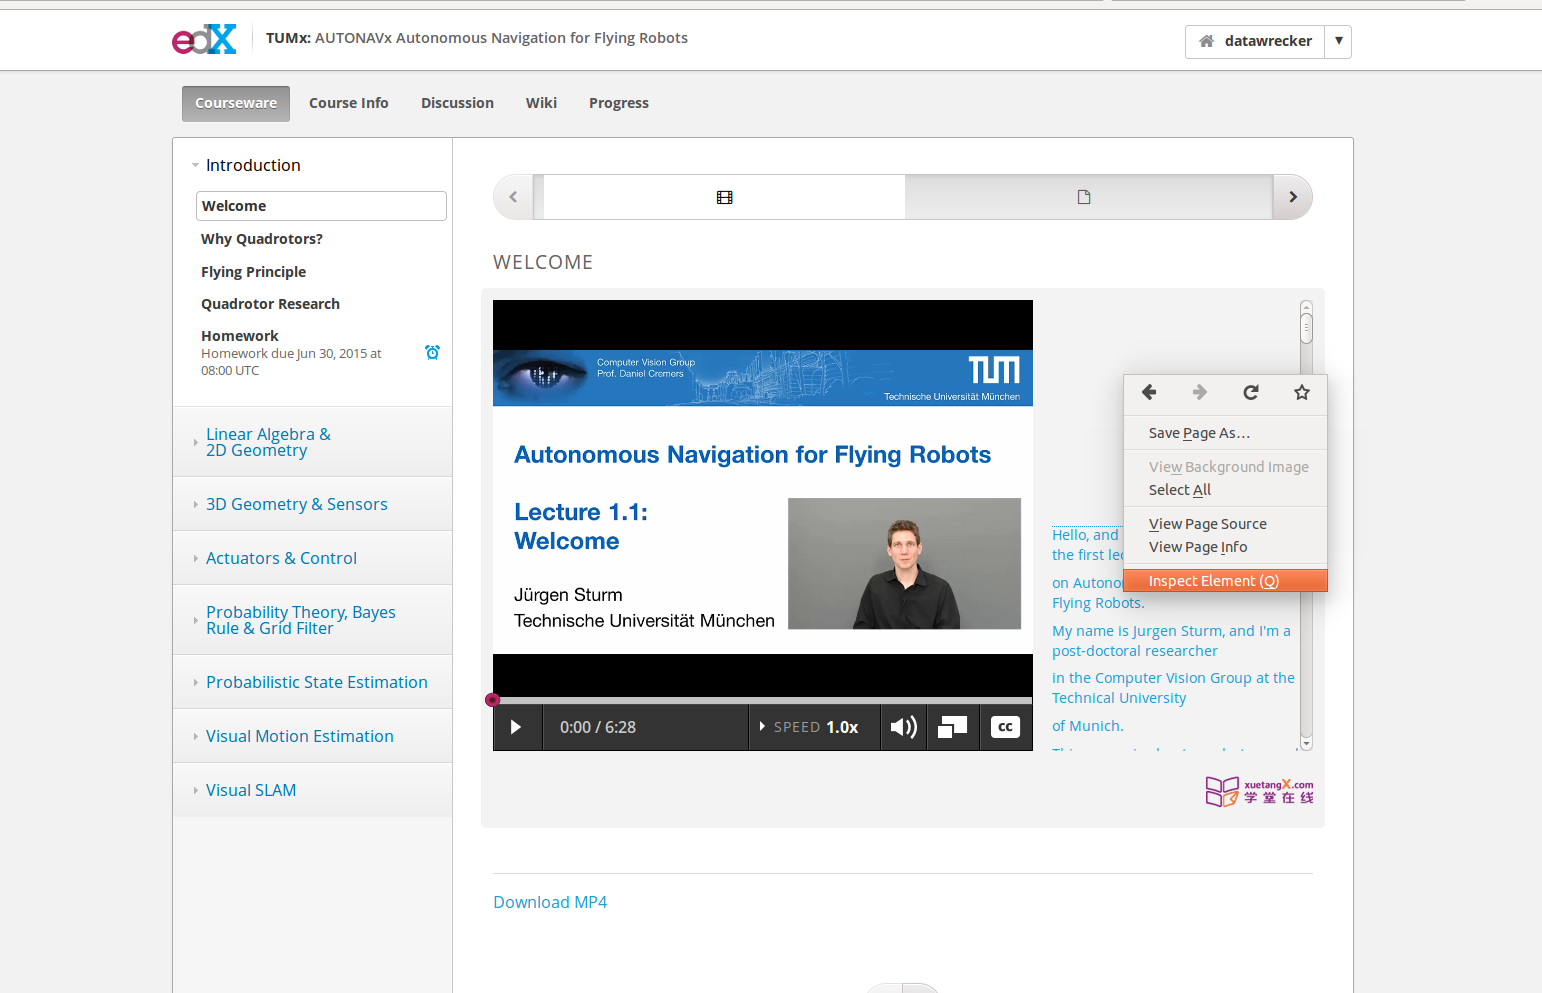 edX
TUMx: AUTONAVx Autonomous Navigation for Flying Robots
datawrecker
Courseware
Course Info
Discussion
Wiki
Progress
Introduction
Welcome
Why Quadrotors?
Flying Principle
Quadrotor Research
Homework
Homework due Jun 30, 2015 at
08:00 UTC
Linear Algebra &
2D Geometry
3D Geometry & Sensors
Actuators & Control
Probability Theory, Bayes
Rule & Grid Filter
Probabilistic State Estimation
Visual Motion Estimation
Visual SLAM
WELCOME
Computer Vision Group
Prof. Daniel Cremers
TUM
Technische Universität München
Autonomous Navigation for Flying Robots
Lecture 1.1:
Welcome
Jürgen Sturm
Technische Universität München
0:00 / 6:28
SPEED 1.0x
cc
Hello, and
the first
on
Flying Robots.
My name is Jurgen Sturm, and I'm a
post-doctoral researcher
in the Computer Vision Group at the
Technical University
of Munich.
Save Page As...
View Background Image
Select All
View Page Source
View Page Info
Inspect Element (Q)
xuetangX.com
学堂在线
Download MP4